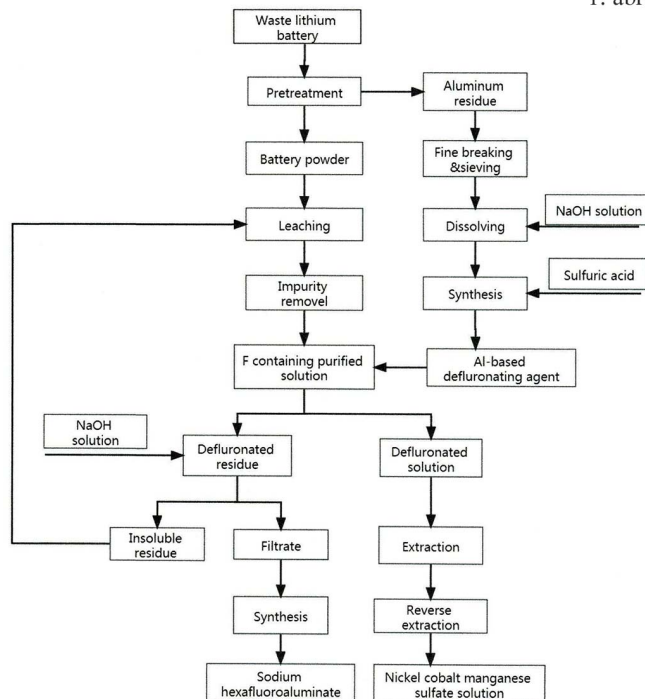 1. abr
Waste lithium
battery
Pretreatment
Aluminum
residue
Battery powder
Fine breaking
&sieving
Leaching
Dissolving
NaOH solution
Impurity
removel
Synthesis
Sulfuric acid
F containing purified
solution
Al-based
defluronating agent
NaOH
solution
Defluronated
residue
Defluronated
solution
Insoluble
residue
Filtrate
Extraction
Synthesis
Reverse
extraction
Sodium
hexafluoroaluminate
Nickel cobalt manganese
sulfate solution